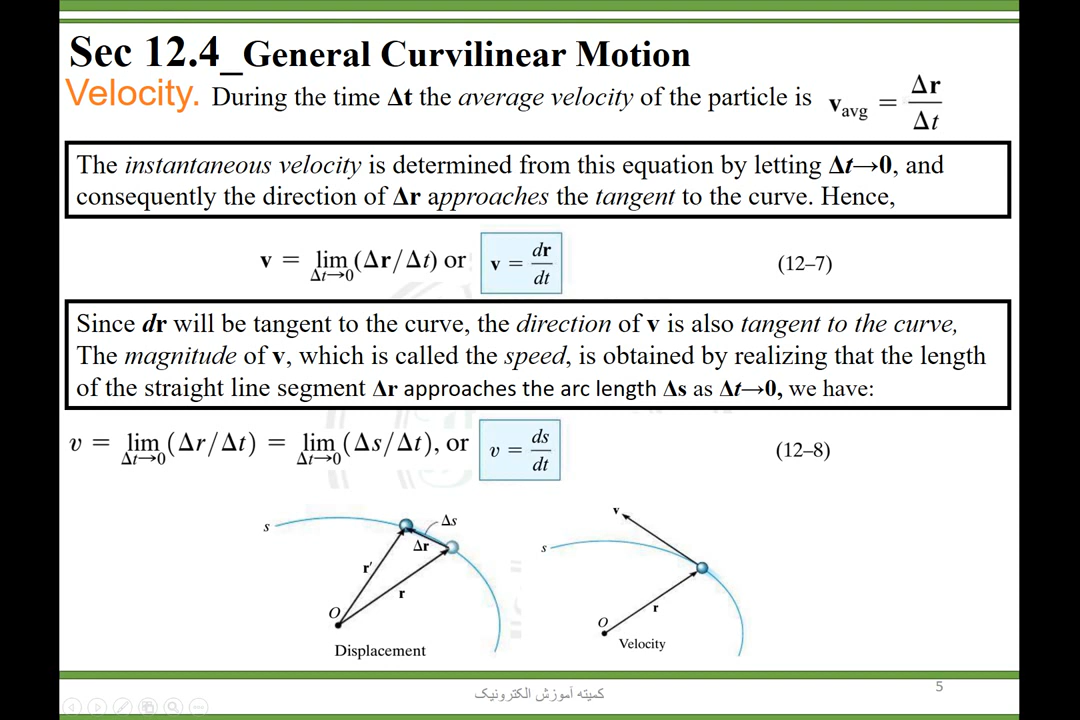 Sec 12.4_General Curvilinear Motion
Velocity. During the time Δt the average velocity of the particle is v_avg = Δr/Δt
The instantaneous velocity is determined from this equation by letting Δt→0, and
consequently the direction of Δr approaches the tangent to the curve. Hence,
v = lim_{Δt→0} (Δr/Δt) or v = dr/dt (12–7)
Since dr will be tangent to the curve, the direction of v is also tangent to the curve,
The magnitude of v, which is called the speed, is obtained by realizing that the length
of the straight line segment Δr approaches the arc length Δs as Δt→0, we have:
v = lim_{Δt→0} (Δr/Δt) = lim_{Δt→0} (Δs/Δt), or v = ds/dt (12–8)
s
Δs
Δr
r′
r
O
Displacement
v
s
r
O
Velocity
کمیته آموزش الکترونیک
5